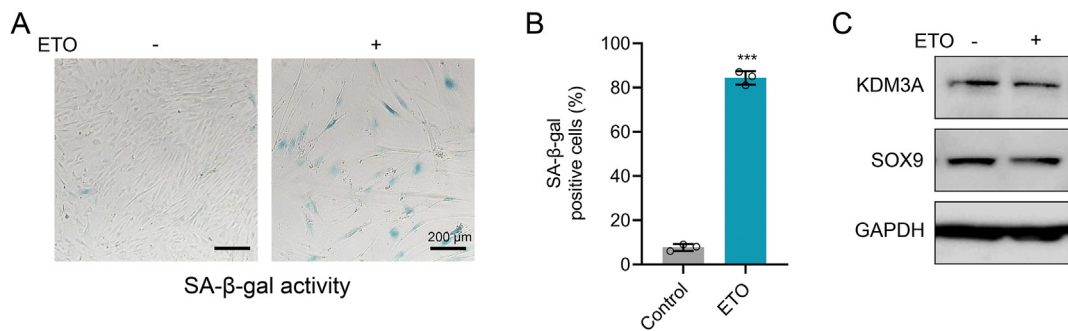 A
ETO - +
200 μm
SA-β-gal activity
B
SA-β-gal
positive cells (%)
100
80
60
40
20
0
***
Control
ETO
C
ETO - +
KDM3A
SOX9
GAPDH